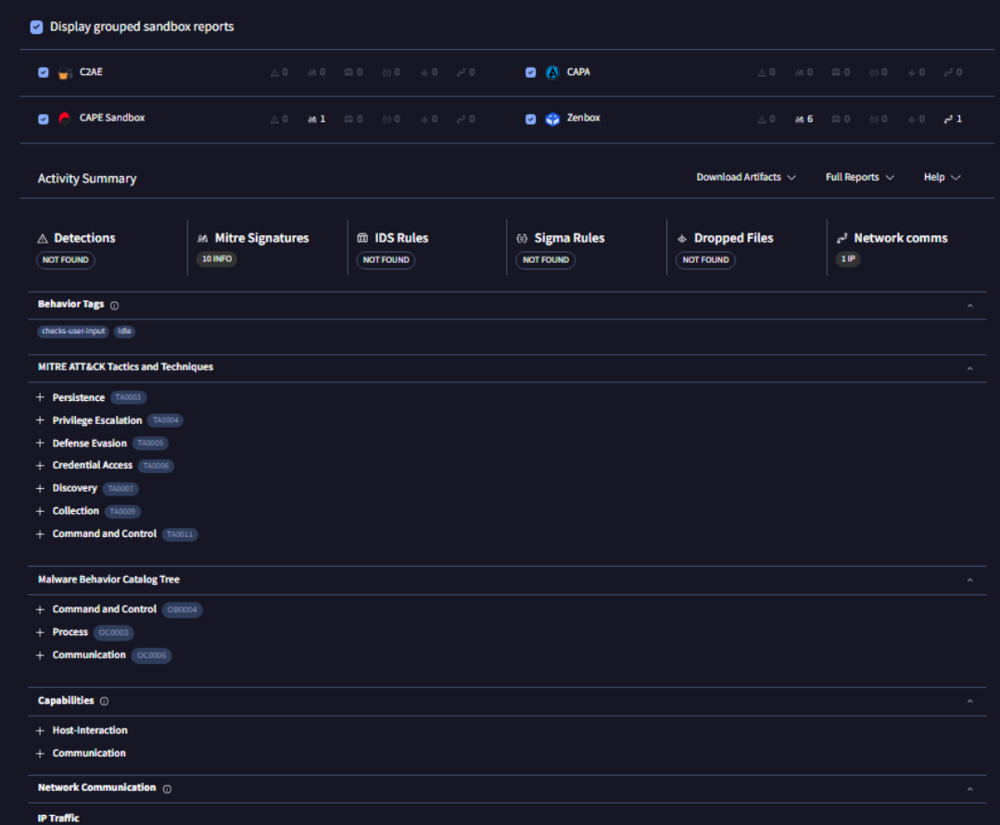 Display grouped sandbox reports
C2AE 0 0 0 0 0 0
CAPA 0 0 0 0 0 0
CAPE Sandbox 0 1 0 0 0 0
Zenbox 0 6 0 0 0 1
Activity Summary
Download Artifacts Full Reports Help
Detections Mitre Signatures IDS Rules Sigma Rules Dropped Files Network comms
NOT FOUND 10 INFO NOT FOUND NOT FOUND NOT FOUND 1 IP
Behavior Tags
checks-user-input idle
MITRE ATT&CK Tactics and Techniques
+ Persistence TA0003
+ Privilege Escalation TA0004
+ Defense Evasion TA0005
+ Credential Access TA0006
+ Discovery TA0007
+ Collection TA0009
+ Command and Control TA0011
Malware Behavior Catalog Tree
+ Command and Control OB0004
+ Process OC0003
+ Communication OC0006
Capabilities
+ Host-Interaction
+ Communication
Network Communication
IP Traffic